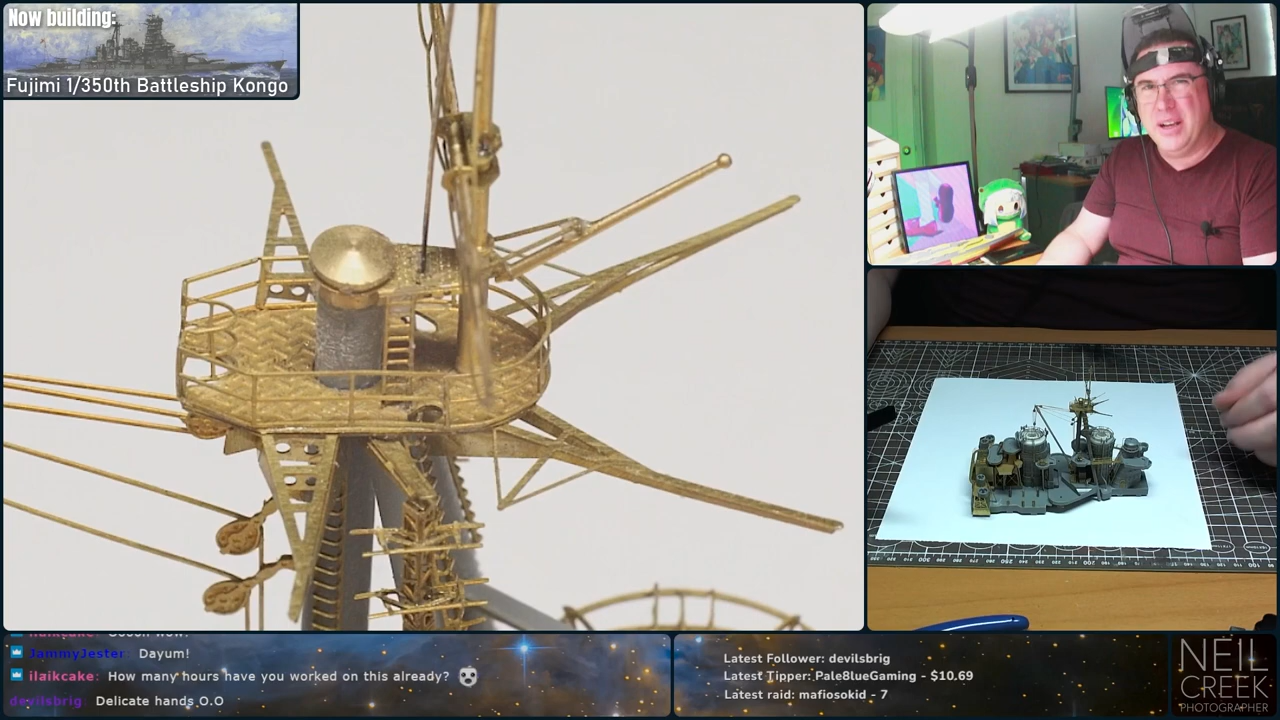 Now building:
Fujimi 1/350th Battleship Kongo
JammyJester: Dayum!
ilaikcake: How many hours have you worked on this already?
devilsbrig: Delicate hands O.O
Latest Follower: devilsbrig
Latest Tipper: Pale8lueGaming - $10.69
Latest raid: mafiosokid - 7
NEIL
CREEK
PHOTOGRAPHER